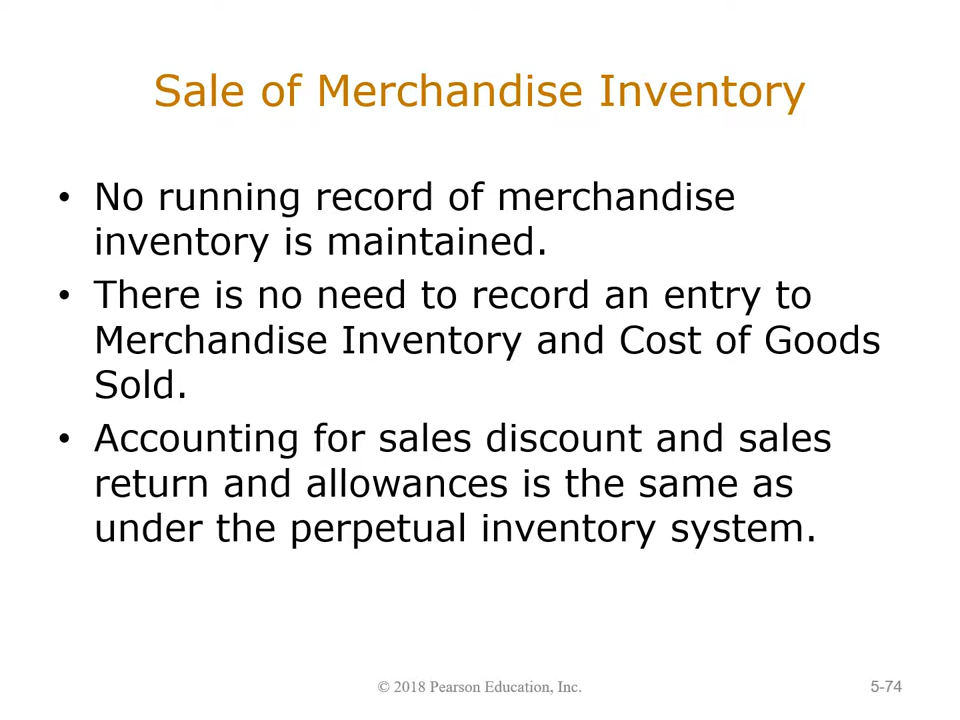 Sale of Merchandise Inventory
• No running record of merchandise
inventory is maintained.
• There is no need to record an entry to
Merchandise Inventory and Cost of Goods
Sold.
• Accounting for sales discount and sales
return and allowances is the same as
under the perpetual inventory system.
© 2018 Pearson Education, Inc.
5-74